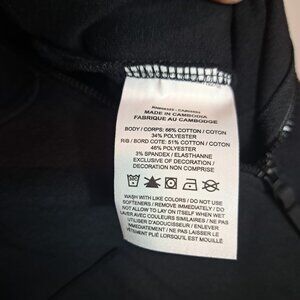 MADE IN CAMBODIA
FABRIQUE AU CAMBODGE
BODY / CORPS: 66% COTTON / COTON
34% POLYESTER
RIB / BORD COTE: 51% COTTON / COTON
46% POLYESTER
3% SPANDEX / ELASTHANNE
EXCLUSIVE OF DECORATION /
DECORATION NON COMPRISE
WASH WITH LIKE COLORS / DO NOT USE
SOFTENERS / REMOVE IMMEDIATELY / DO
NOT ALLOW TO LAY ON ITSELF WHEN WET
LAVER AVEC COULEURS SIMILAIRES / NE PAS
UTILISER D'ADOUCISSEUR / ENLEVER
IMMEDIATEMENT / NE PAS LAISSER LE
VÊTEMENT PLIÉ LORSQU'IL EST MOUILLÉ